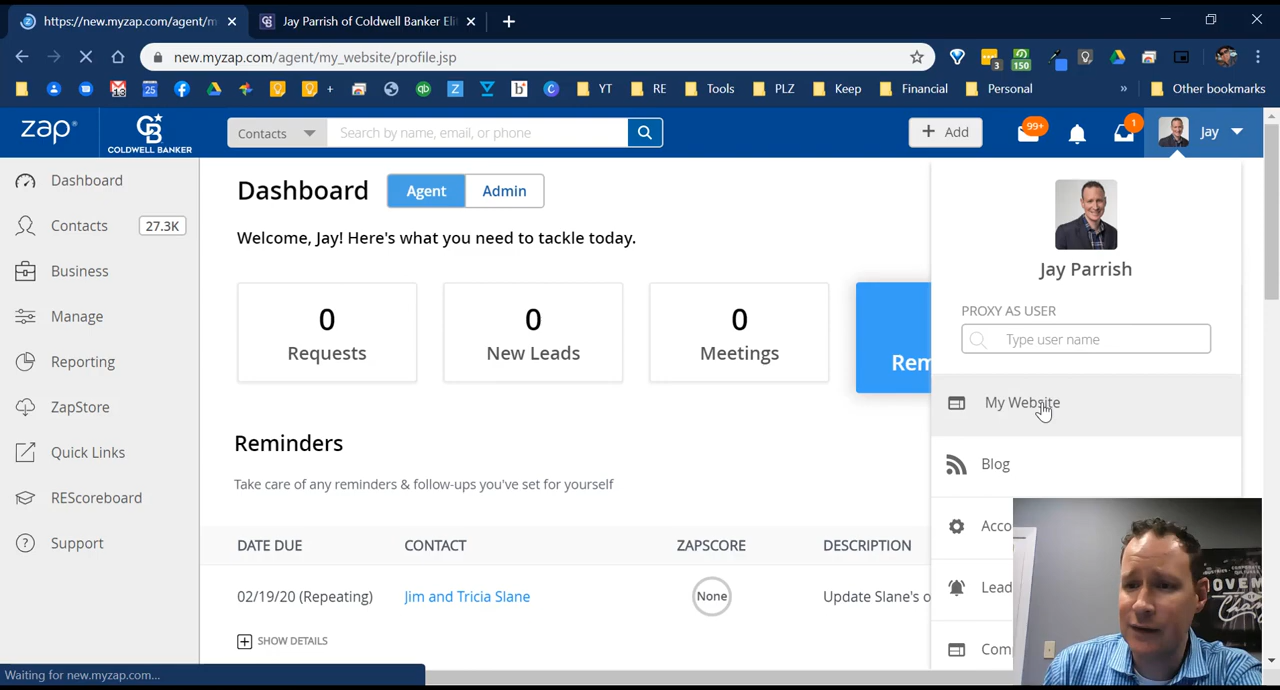 https://new.myzap.com/agent/m
Jay Parrish of Coldwell Banker Eli
new.myzap.com/agent/my_website/profile.jsp
3
150
18
25
YT
RE
Tools
PLZ
Keep
Financial
Personal
»
Other bookmarks
zap
CB
COLDWELL BANKER
Contacts
Search by name, email, or phone
+ Add
99+
1
Jay
Dashboard
Contacts
27.3K
Business
Manage
Reporting
ZapStore
Quick Links
REScoreboard
Support
Dashboard
Agent
Admin
Welcome, Jay! Here's what you need to tackle today.
0
Requests
0
New Leads
0
Meetings
Rem
Reminders
Take care of any reminders & follow-ups you've set for yourself
DATE DUE
CONTACT
ZAPSCORE
DESCRIPTION
02/19/20 (Repeating)
Jim and Tricia Slane
None
Update Slane's o
SHOW DETAILS
Jay Parrish
PROXY AS USER
Type user name
My Website
Blog
Acco
Lead
Com
Waiting for new.myzap.com...